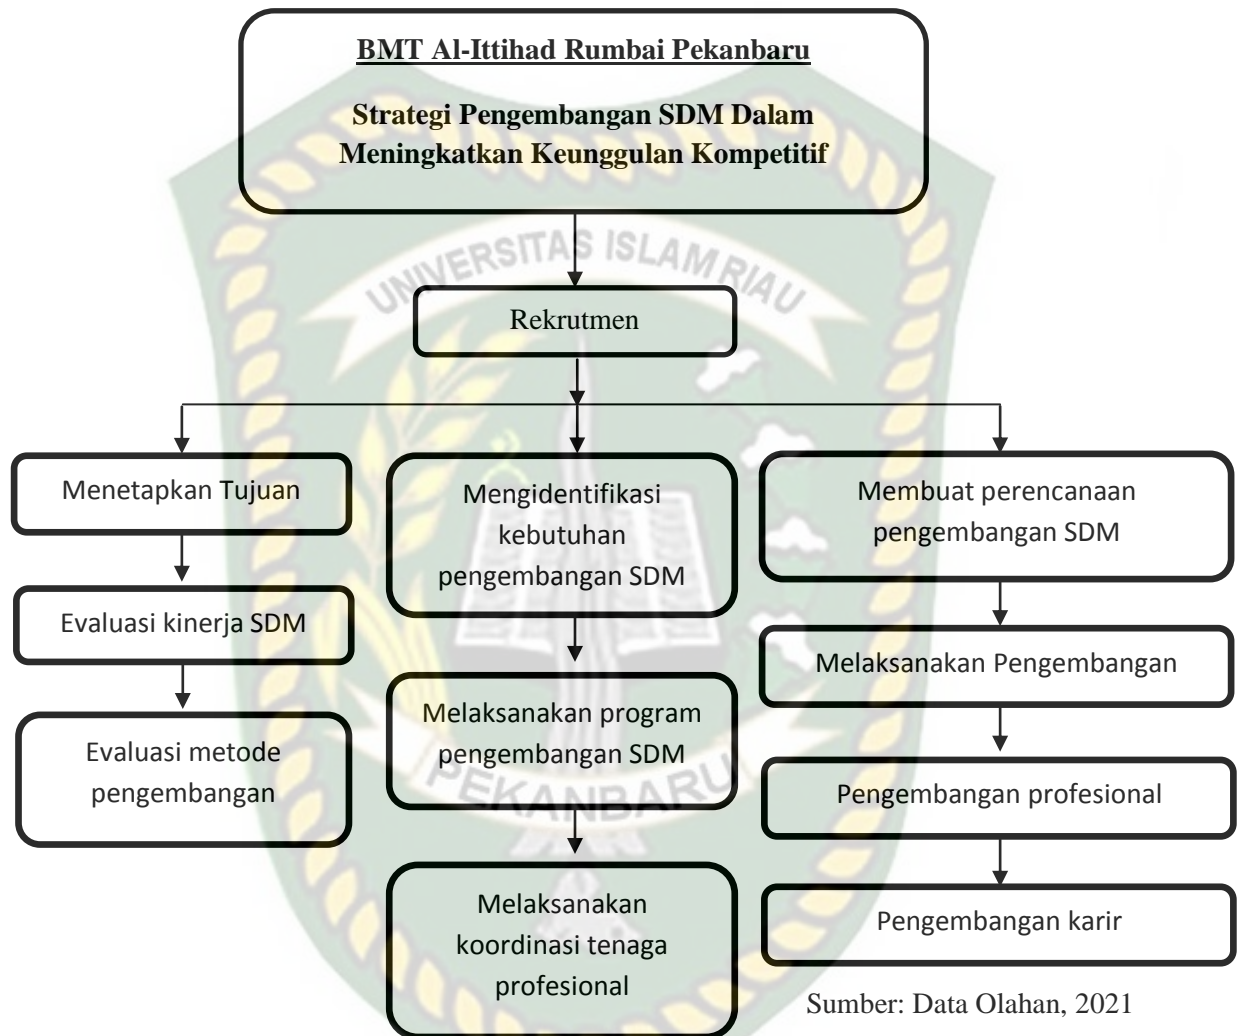 BMT Al-Ittihad Rumbai Pekanbaru
Strategi Pengembangan SDM Dalam
Meningkatkan Keunggulan Kompetitif
UNIVERSITAS ISLAM RIAU
Rekrutmen
Menetapkan Tujuan
Evaluasi kinerja SDM
Evaluasi metode
pengembangan
Mengidentifikasi
kebutuhan
pengembangan SDM
Melaksanakan program
pengembangan SDM
PEKANBARU
Melaksanakan
koordinasi tenaga
profesional
Membuat perencanaan
pengembangan SDM
Melaksanakan Pengembangan
Pengembangan profesional
Pengembangan karir
Sumber: Data Olahan, 2021